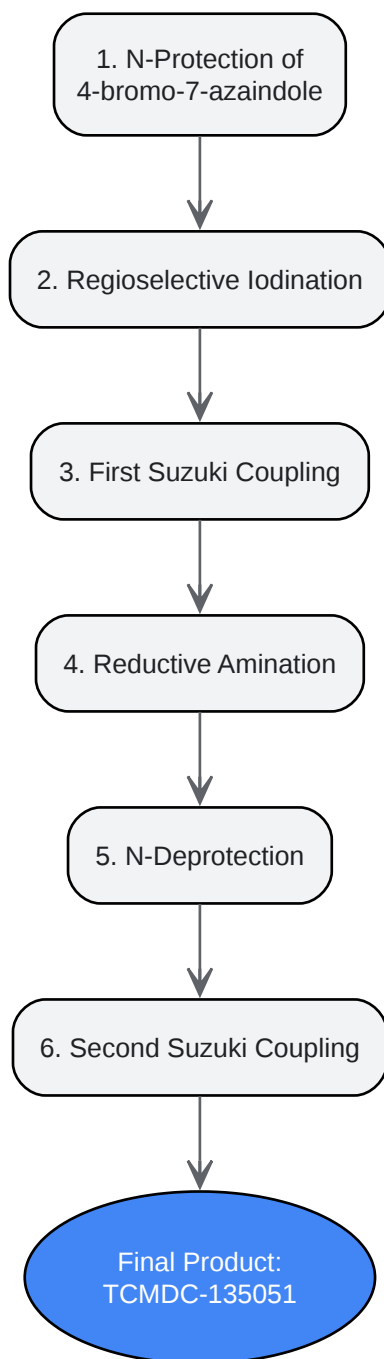 1. N-Protection of
4-bromo-7-azaindole
2. Regioselective Iodination
3. First Suzuki Coupling
4. Reductive Amination
5. N-Deprotection
6. Second Suzuki Coupling
Final Product:
TCMDC-135051